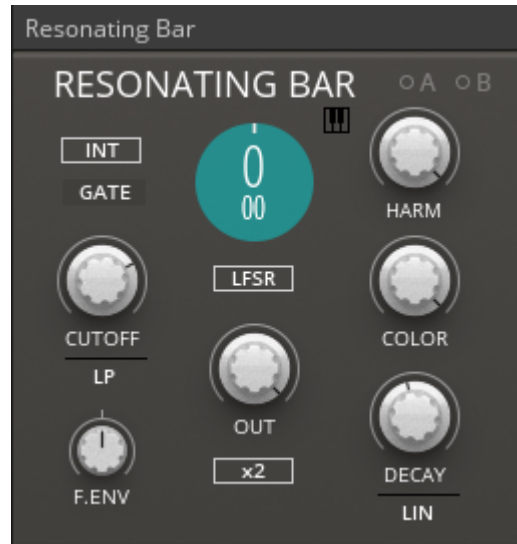 Resonating Bar
RESONATING BAR
A B
INT
GATE
0
00
HARM
LFSR
CUTOFF
LP
COLOR
OUT
F.ENV
x2
DECAY
LIN